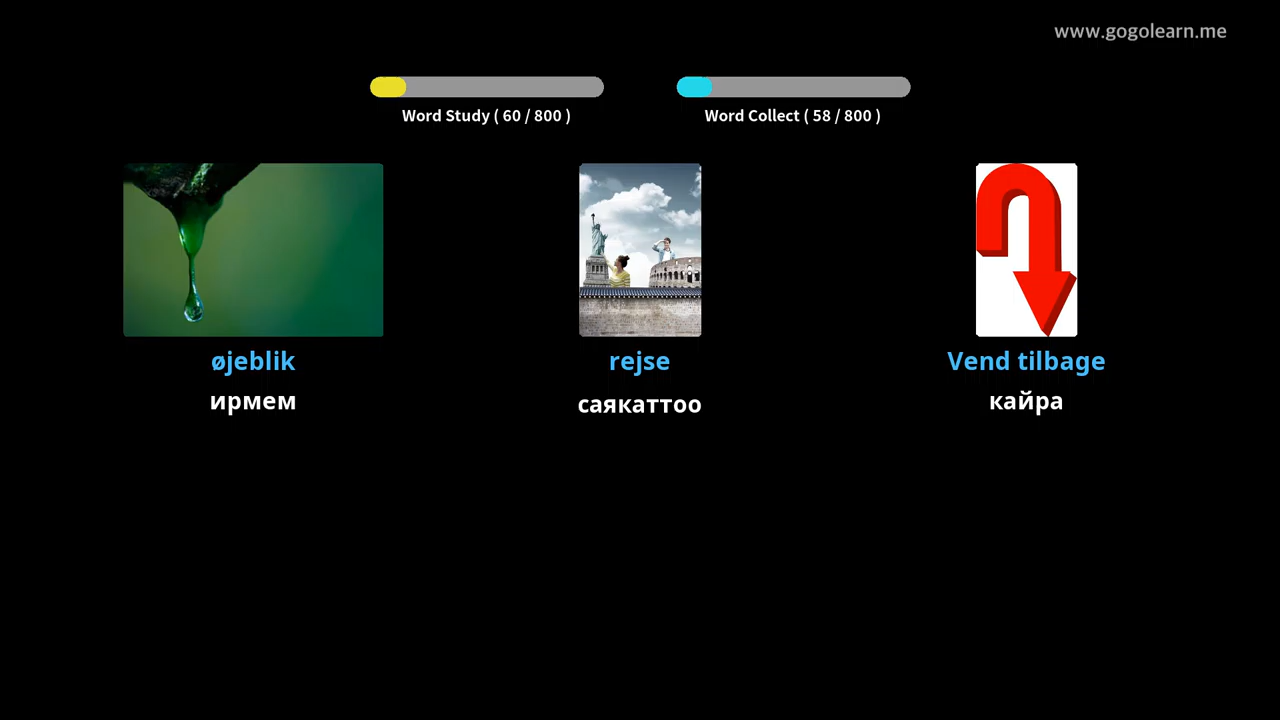 www.gogolearn.me
Word Study ( 60 / 800 )
Word Collect ( 58 / 800 )
øjeblik
rejse
Vend tilbage
ирмем
саякаттоо
кайра